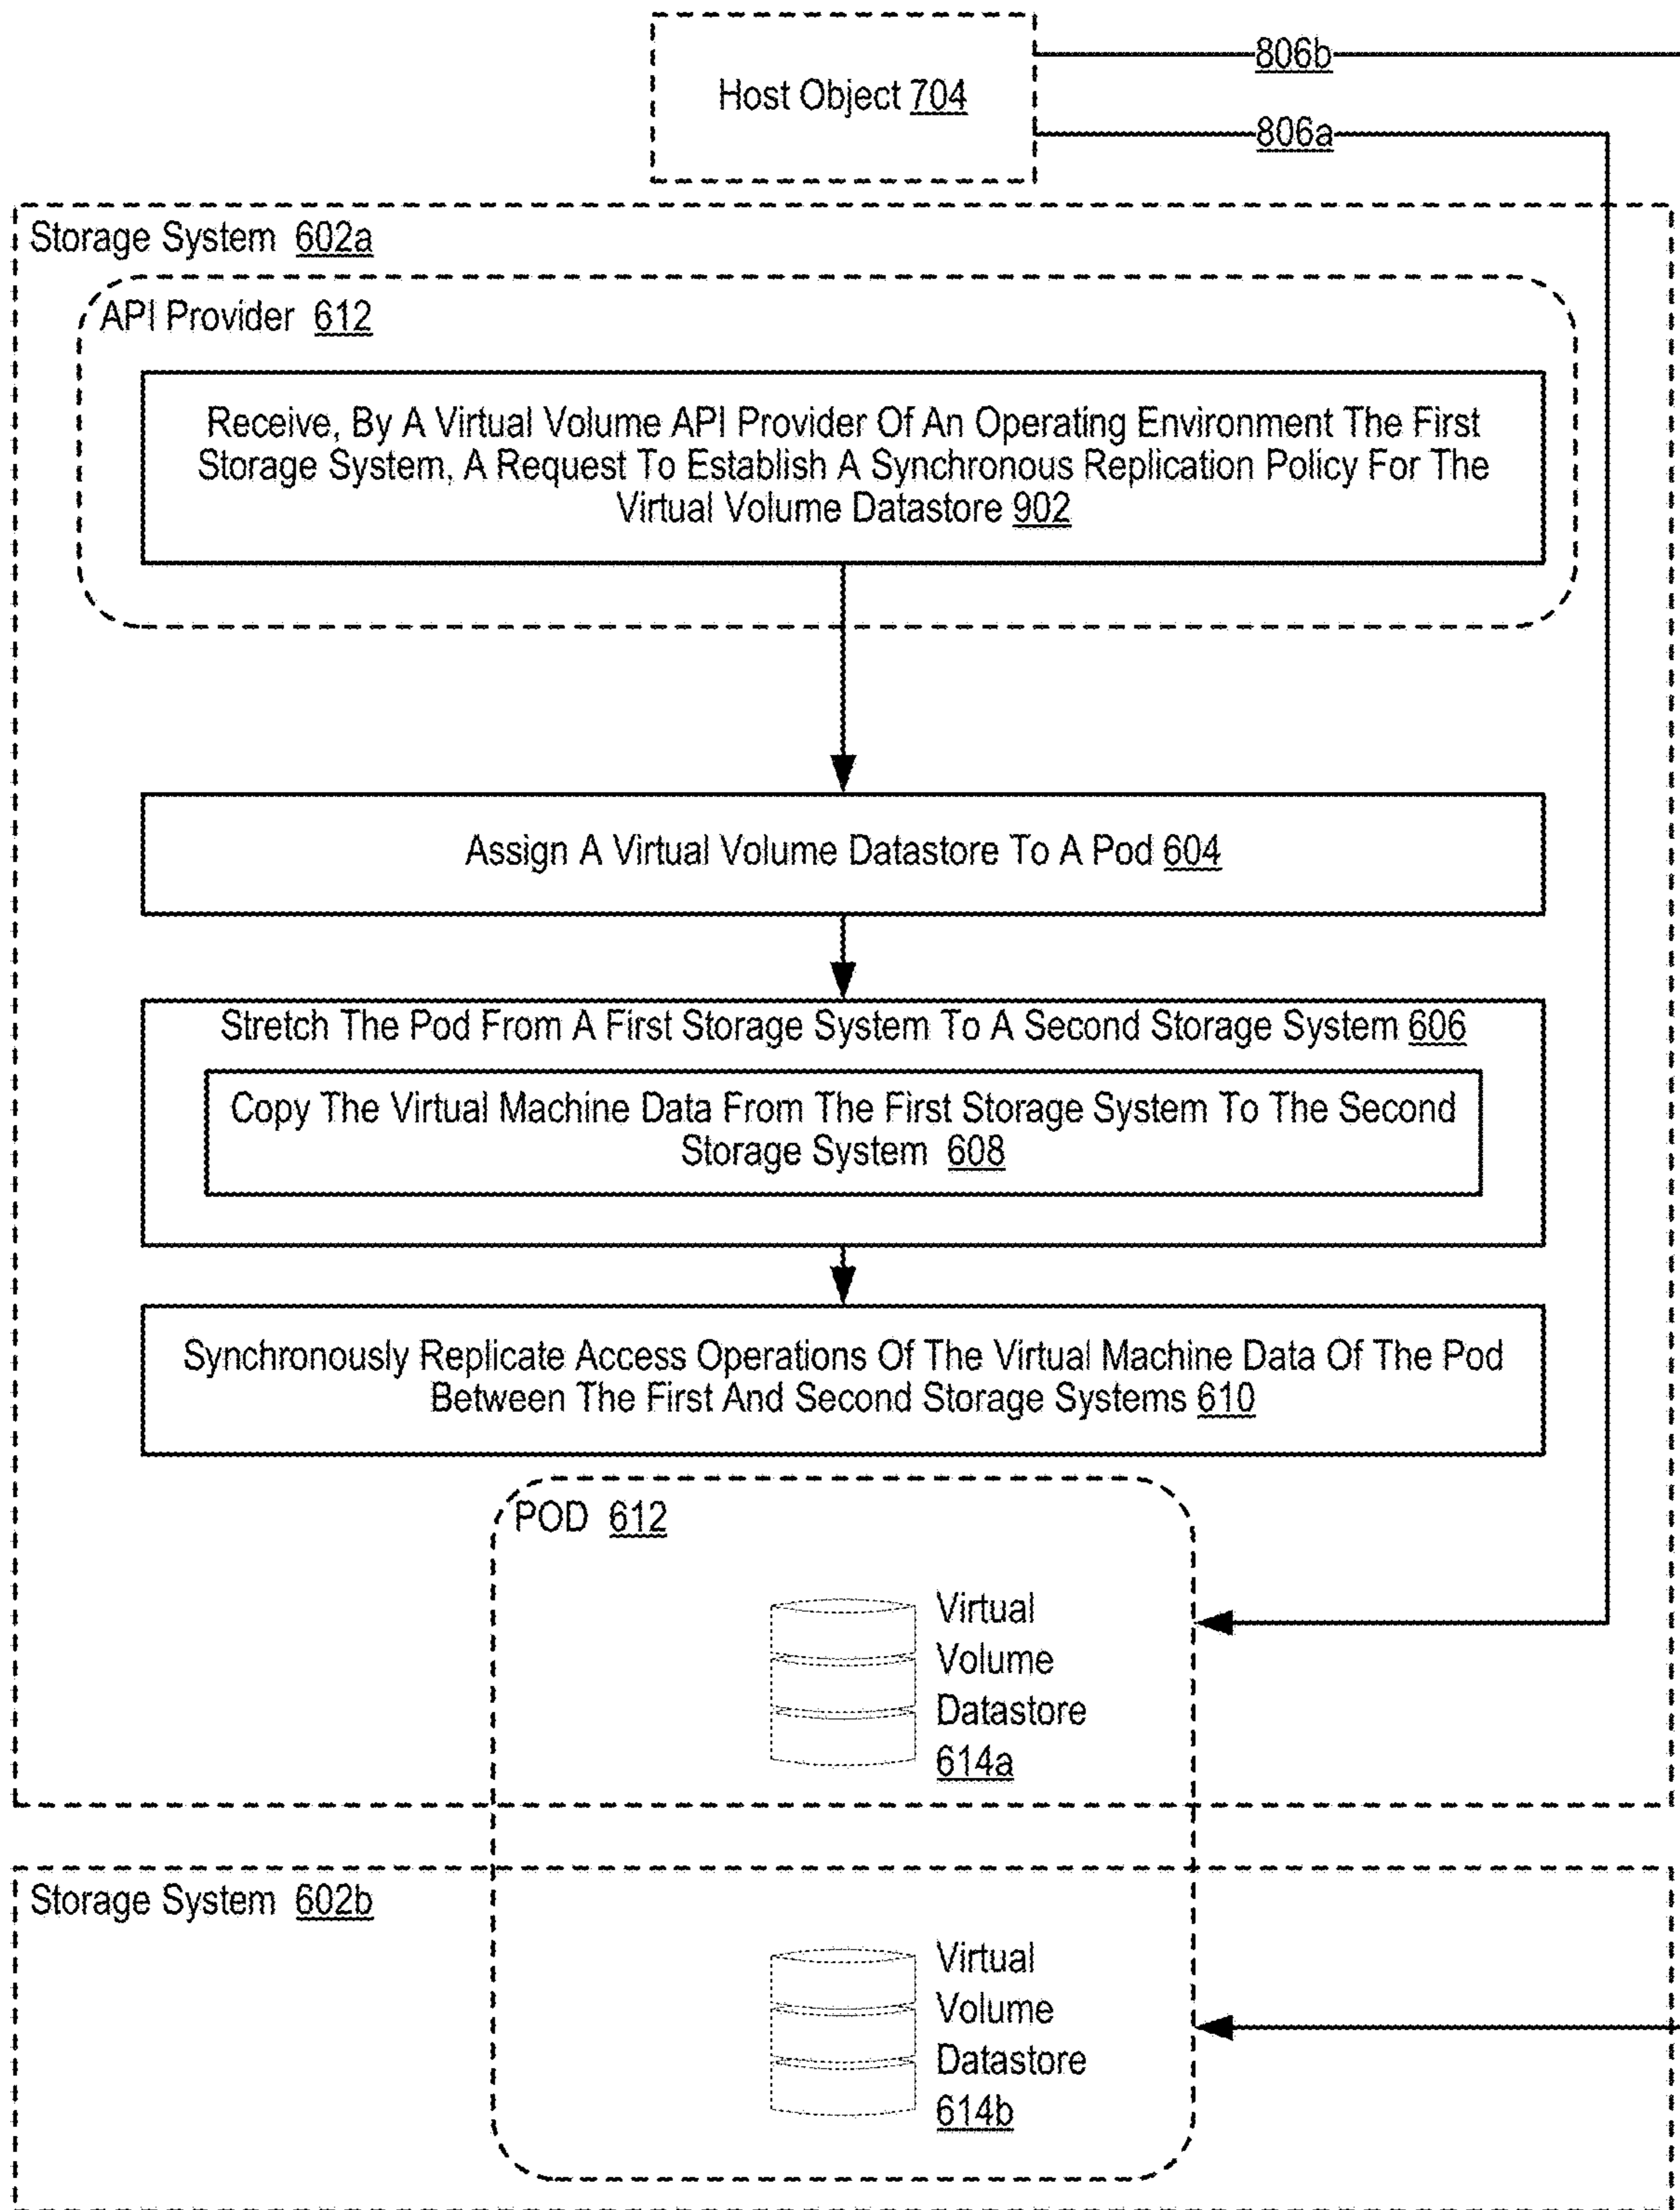 806b
Host Object 704
806a
Storage System 602a
API Provider 612
Receive, By A Virtual Volume API Provider Of An Operating Environment The First
Storage System, A Request To Establish A Synchronous Replication Policy For The
Virtual Volume Datastore 902
Assign A Virtual Volume Datastore To A Pod 604
Stretch The Pod From A First Storage System To A Second Storage System 606
Copy The Virtual Machine Data From The First Storage System To The Second
Storage System 608
Synchronously Replicate Access Operations Of The Virtual Machine Data Of The Pod
Between The First And Second Storage Systems 610
POD 612
Virtual
Volume
Datastore
614a
Storage System 602b
Virtual
Volume
Datastore
614b